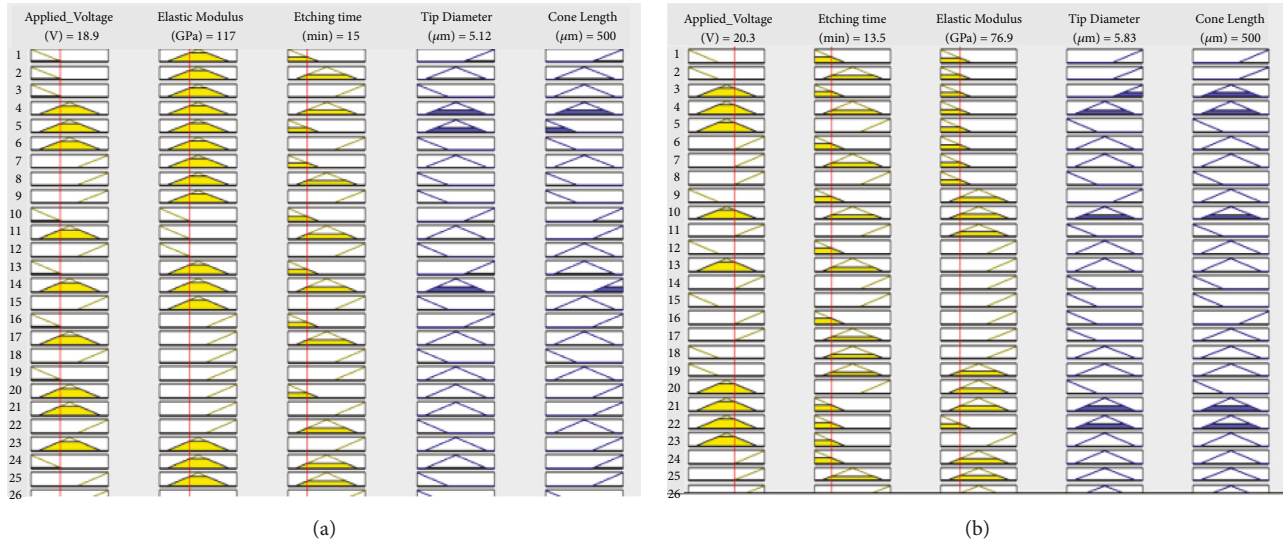 Applied_Voltage
(V) = 18.9
Elastic Modulus
(GPa) = 117
Etching time
(min) = 15
Tip Diameter
(μm) = 5.12
Cone Length
(μm) = 500
1
2
3
4
5
6
7
8
9
10
11
12
13
14
15
16
17
18
19
20
21
22
23
24
25
26
(a)
Applied_Voltage
(V) = 20.3
Etching time
(min) = 13.5
Elastic Modulus
(GPa) = 76.9
Tip Diameter
(μm) = 5.83
Cone Length
(μm) = 500
1
2
3
4
5
6
7
8
9
10
11
12
13
14
15
16
17
18
19
20
21
22
23
24
25
26
(b)